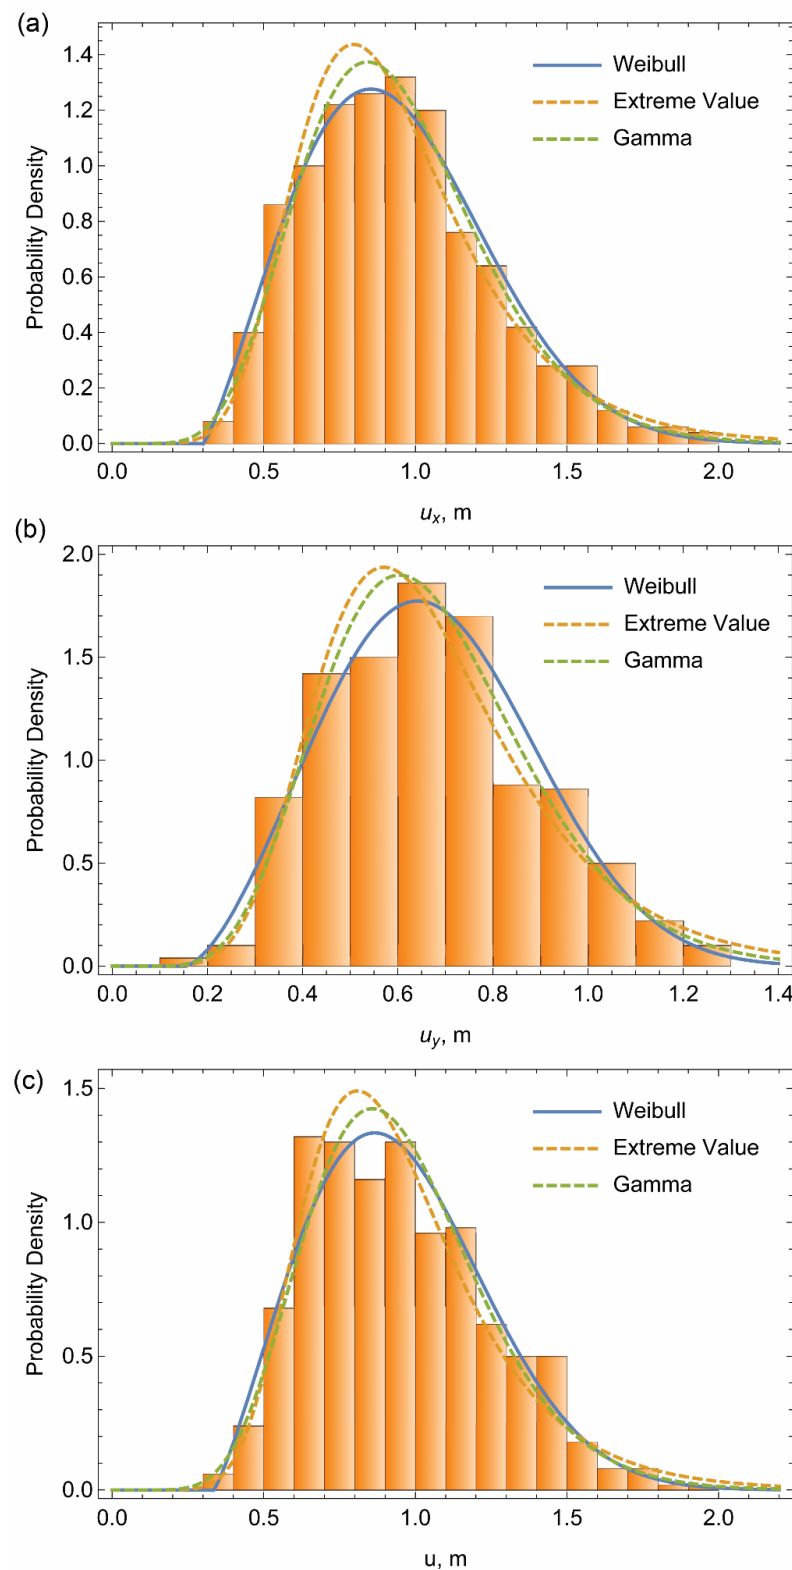 (a)
1.4
1.2
1.0
0.8
0.6
0.4
0.2
0.0
Probability Density
Weibull
Extreme Value
Gamma
0.0 0.5 1.0 1.5 2.0
ux, m
(b)
2.0
1.5
1.0
0.5
0.0
Probability Density
Weibull
Extreme Value
Gamma
0.0 0.2 0.4 0.6 0.8 1.0 1.2 1.4
uy, m
(c)
1.5
1.0
0.5
0.0
Probability Density
Weibull
Extreme Value
Gamma
0.0 0.5 1.0 1.5 2.0
u, m